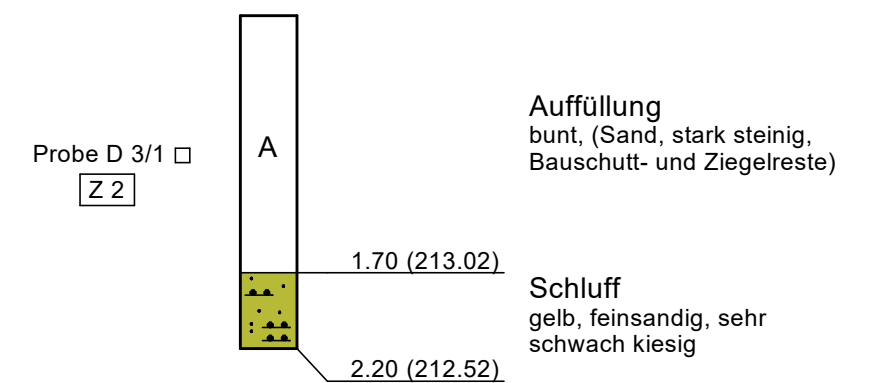 Auffüllung
bunt, (Sand, stark steinig,
Bauschutt- und Ziegelreste)
Probe D 3/1
A
Z 2
1.70 (213.02)
Schluff
gelb, feinsandig, sehr
schwach kiesig
2.20 (212.52)